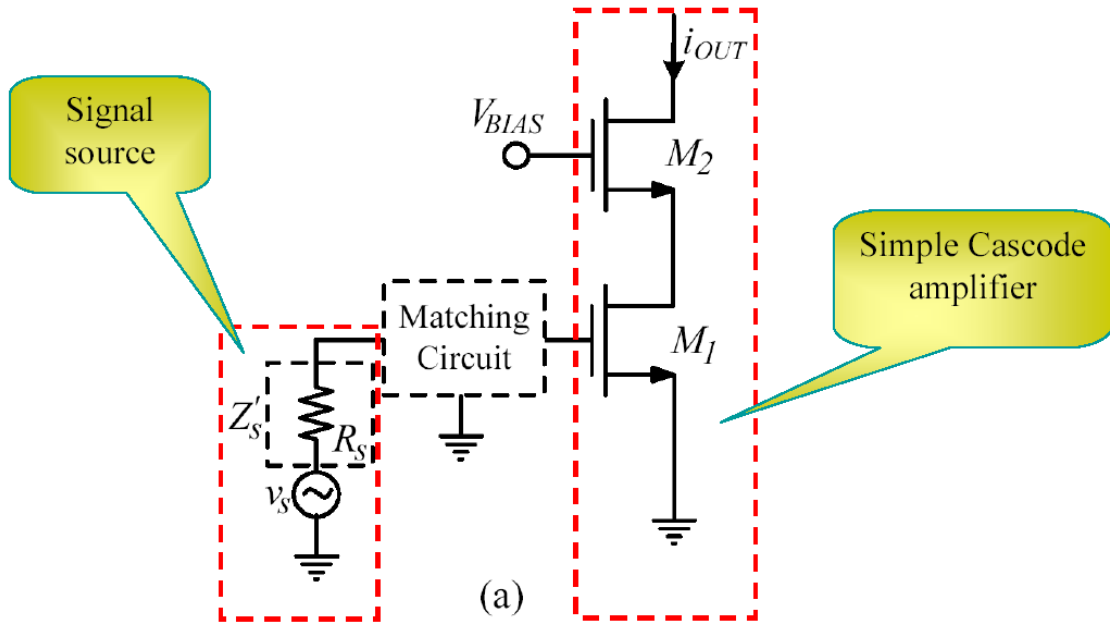 Signal
source
i_OUT
V_BIAS
M_2
Simple Cascode
amplifier
Matching
Circuit
M_1
Z'_s
R_s
v_s
(a)